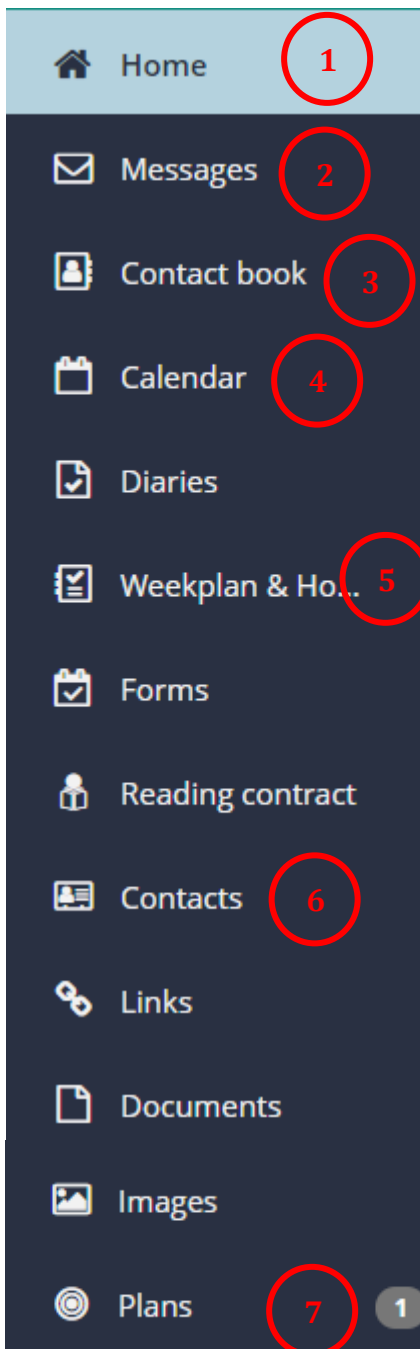 Home 1
Messages 2
Contact book 3
Calendar 4
Diaries
Weekplan & Ho... 5
Forms
Reading contract
Contacts 6
Links
Documents
Images
Plans 7 1